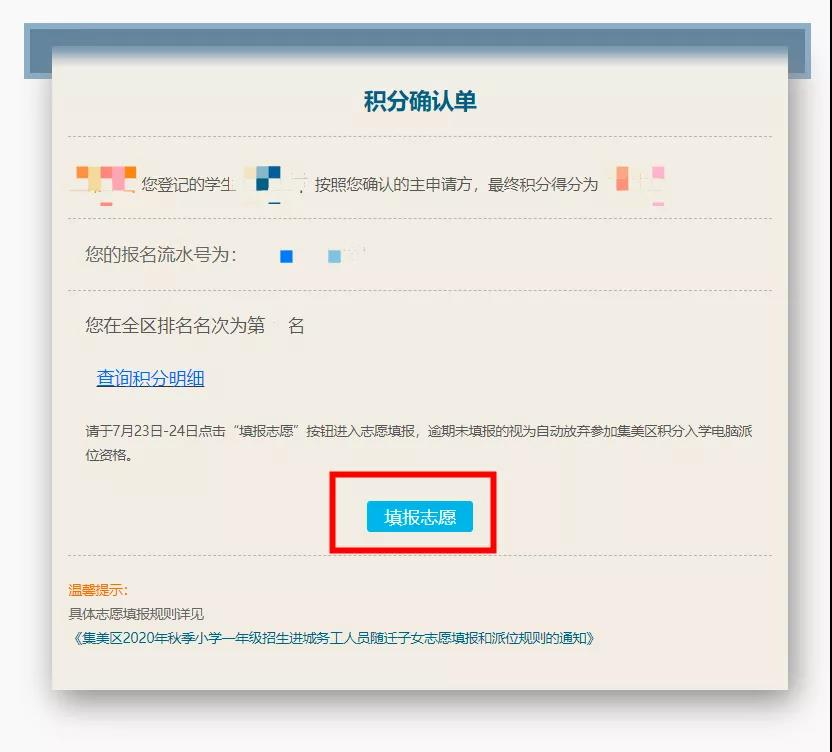 积分确认单
您登记的学生 按照您确认的主申请方，最终积分得分为
您的报名流水号为：
您在全区排名名次为第 名
查询积分明细
请于7月23日-24日点击“填报志愿”按钮进入志愿填报，逾期未填报的视为自动放弃参加集美区积分入学电脑派
位资格。
填报志愿
温馨提示：
具体志愿填报规则详见
《集美区2020年秋季小学一年级招生进城务工人员随迁子女志愿填报和派位规则的通知》